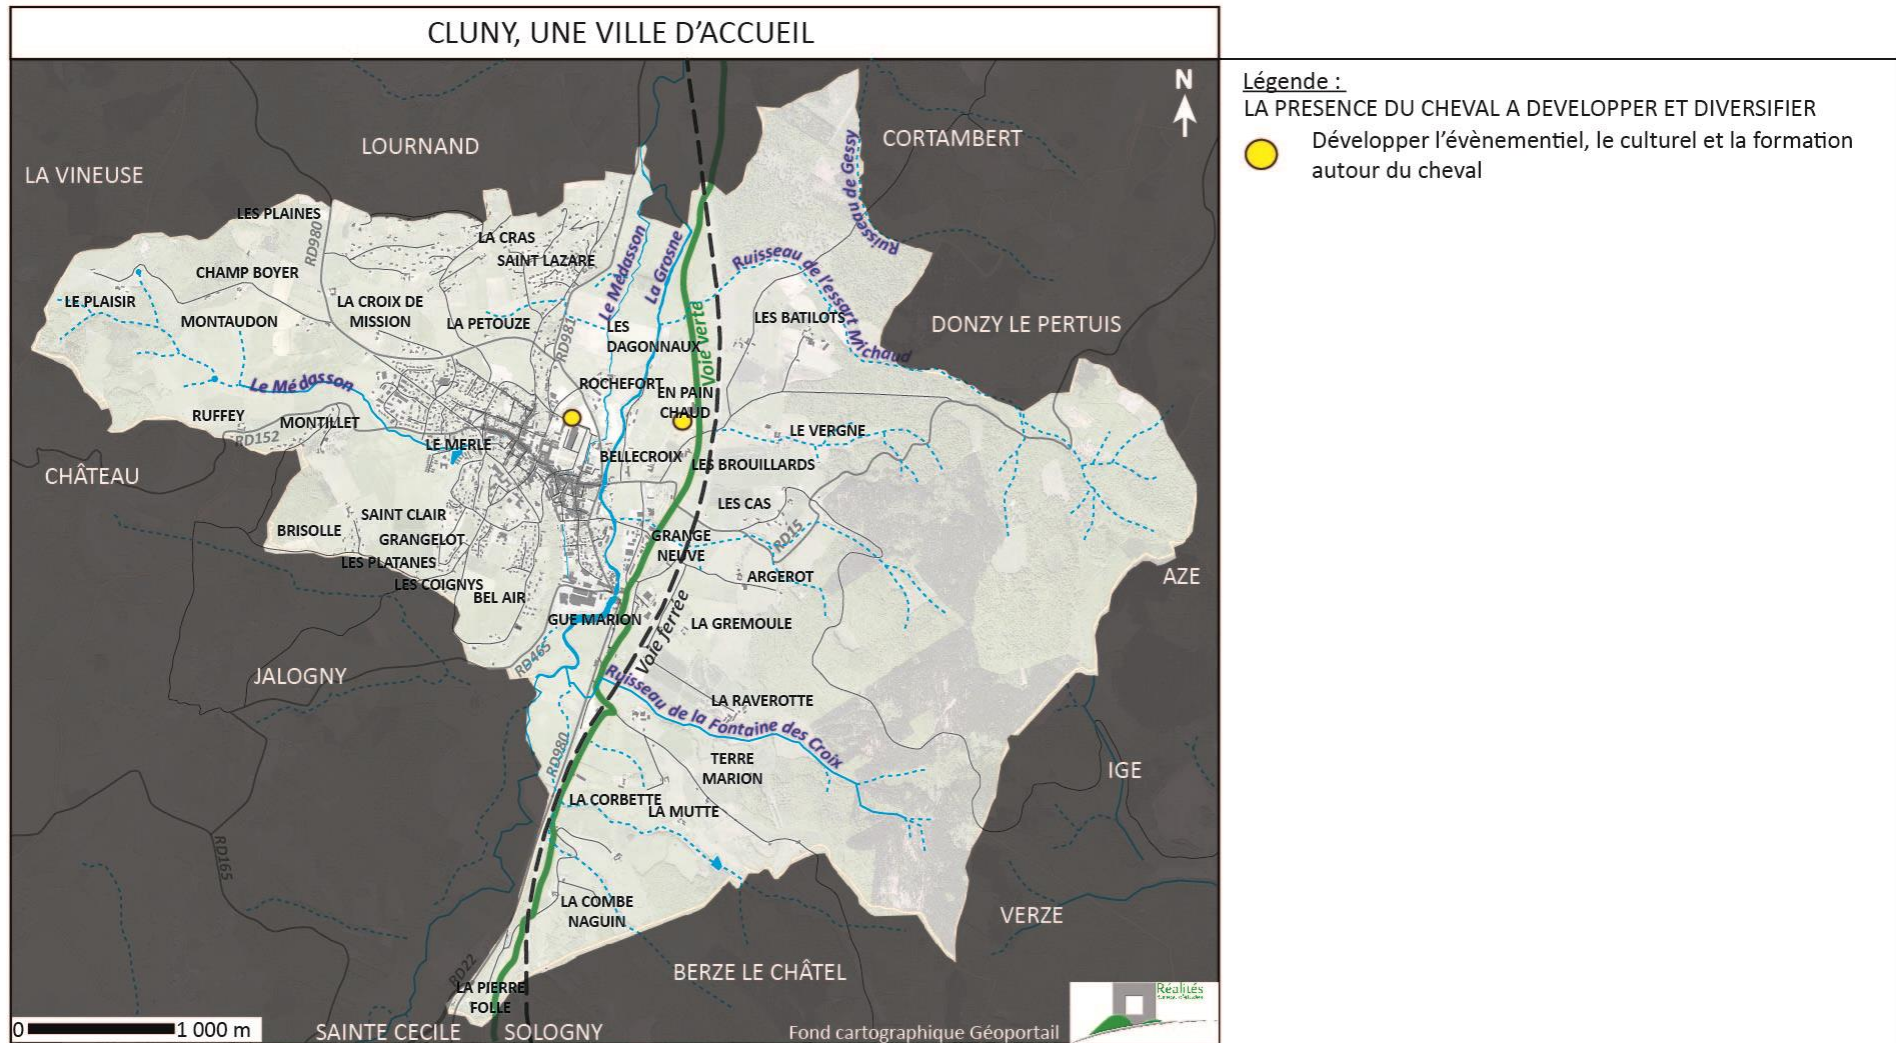 CLUNY, UNE VILLE D'ACCUEIL
Légende :
LA PRESENCE DU CHEVAL A DEVELOPPER ET DIVERSIFIER
Développer l'évènementiel, le culturel et la formation
autour du cheval
N
LOURNAND
CORTAMBERT
LA VINEUSE
Ruisseau de Gessy
LES PLAINES
RD980
LA CRAS
SAINT LAZARE
Le Médasson
La Grosne
Ruisseau de l'essart Michaud
CHAMP BOYER
LE PLAISIR
LA CROIX DE
MISSION
MONTAUDON
LA PETOUZE
RD981
LES
DAGONNAUX
Voie verte
LES BATILOTS
DONZY LE PERTUIS
Le Médasson
ROCHEFORT
EN PAIN
CHAUD
RUFFEY
MONTILLET
RD152
LE MERLE
LE VERGNE
BELLECROIX
LES BROUILLARDS
CHÂTEAU
LES CAS
SAINT CLAIR
BRISOLLE
GRANGELOT
GRANGE
NEUVE
RD15
LES PLATANES
LES COIGNYS
BEL AIR
ARGEROT
AZE
GUE MARION
LA GREMOULE
Voie ferrée
RD465
JALOGNY
Ruisseau de la Fontaine des Croix
LA RAVEROTTE
RD980
TERRE
MARION
IGE
LA CORBETTE
LA MUTTE
RD165
LA COMBE
NAGUIN
VERZE
RD22
BERZE LE CHÂTEL
LA PIERRE
FOLLE
Réalités
0
1 000 m
SAINTE CECILE
SOLOGNY
Fond cartographique Géoportail